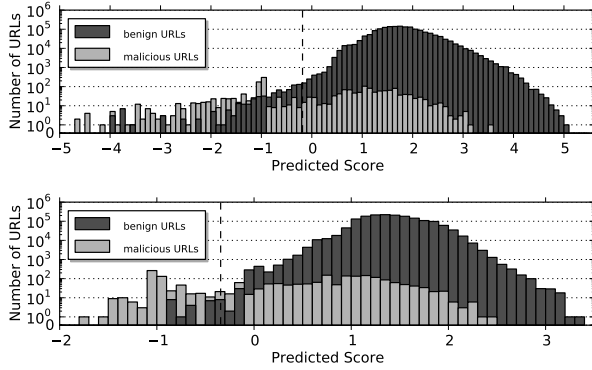 Number of URLs
10^6
10^5
10^4
10^3
10^2
10^1
10^0
benign URLs
malicious URLs
−5 −4 −3 −2 −1 0 1 2 3 4 5
Predicted Score
Number of URLs
10^6
10^5
10^4
10^3
10^2
10^1
10^0
benign URLs
malicious URLs
−2 −1 0 1 2 3
Predicted Score